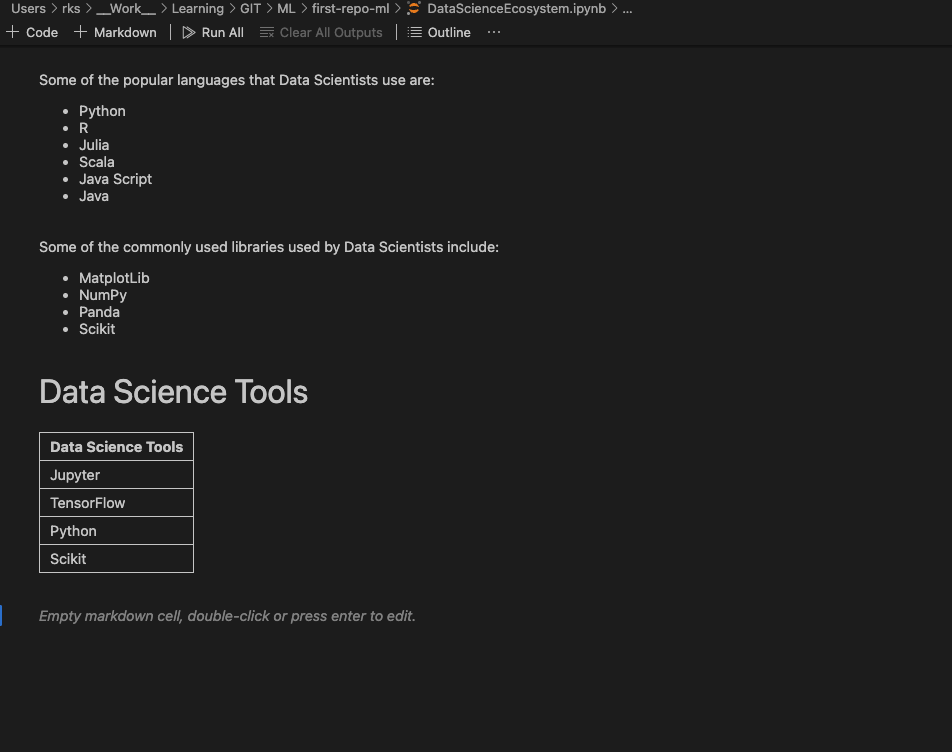 Users > rks > __Work__ > Learning > GIT > ML > first-repo-ml > DataScienceEcosystem.ipynb > ...
+ Code + Markdown | Run All Clear All Outputs | Outline ...
Some of the popular languages that Data Scientists use are:
• Python
• R
• Julia
• Scala
• Java Script
• Java
Some of the commonly used libraries used by Data Scientists include:
• MatplotLib
• NumPy
• Panda
• Scikit
Data Science Tools
Data Science Tools
Jupyter
TensorFlow
Python
Scikit
Empty markdown cell, double-click or press enter to edit.